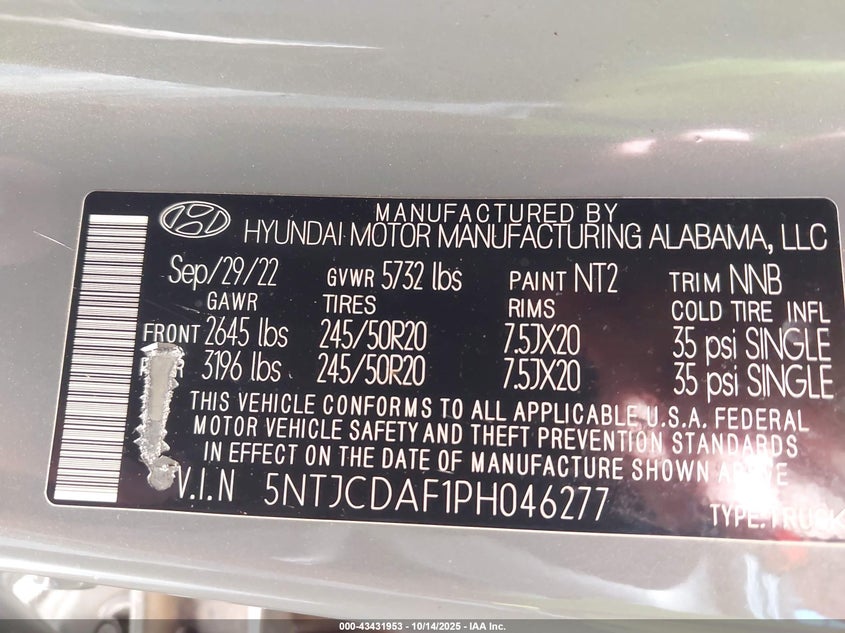 MANUFACTURED BY
HYUNDAI MOTOR MANUFACTURING ALABAMA, LLC
Sep/29/22 GVWR 5732 lbs PAINT NT2 TRIM NNB
GAWR TIRES RIMS COLD TIRE INFL
FRONT 2645 lbs 245/50R20 7.5JX20 35 psi SINGLE
3196 lbs 245/50R20 7.5JX20 35 psi SINGLE
THIS VEHICLE CONFORMS TO ALL APPLICABLE U.S.A. FEDERAL
MOTOR VEHICLE SAFETY AND THEFT PREVENTION STANDARDS
IN EFFECT ON THE DATE OF MANUFACTURE SHOWN ABOVE
V.I.N 5NTJCDAF1PH046277
TYPE:TRUCK
000-43431953 - 10/14/2025 - IAA Inc.